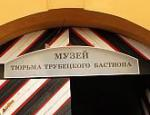 МУЗЕЙ
ТЮРЬМА ТРУБЕЦКОГО БАСТИОНА